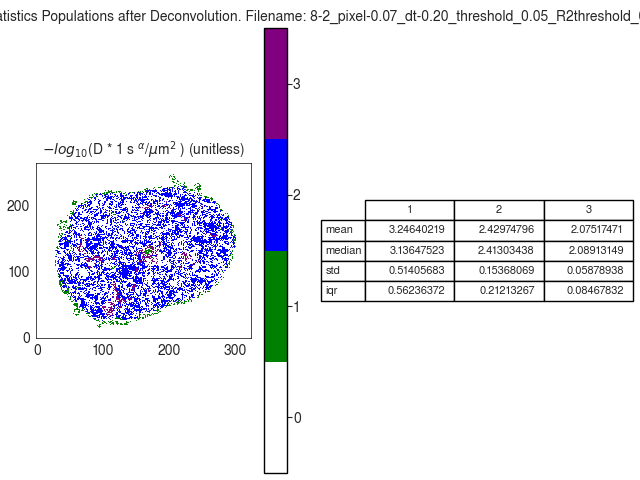 atistics Populations after Deconvolution. Filename: 8-2_pixel-0.07_dt-0.20_threshold_0.05_R2threshold_
−log10(D * 1 s α/μm2 ) (unitless)
200
100
0
0 100 200 300
3
2
1
0
1 2 3
mean 3.24640219 2.42974796 2.07517471
median 3.13647523 2.41303438 2.08913149
std 0.51405683 0.15368069 0.05878938
iqr 0.56236372 0.21213267 0.08467832